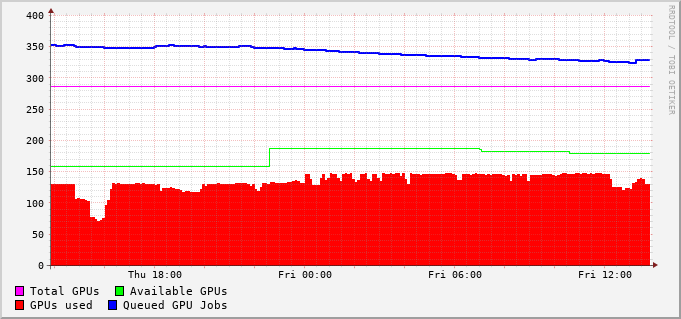 400
350
300
250
200
150
100
50
0
Thu 18:00 Fri 00:00 Fri 06:00 Fri 12:00
Total GPUs Available GPUs
GPUs used Queued GPU Jobs
RRDTOOL / TOBI OETIKER